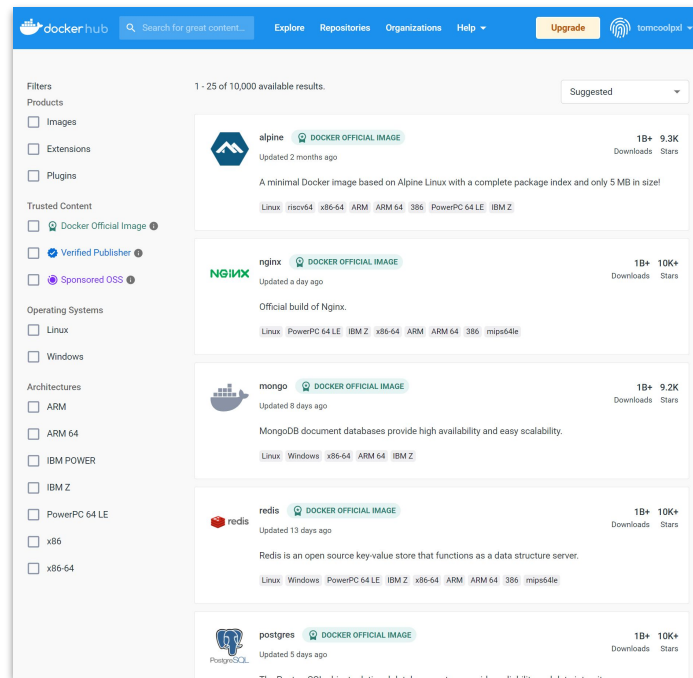 dockerhub
Search for great content...
Explore
Repositories
Organizations
Help
Upgrade
tomcoolpxl
Filters
Products
Images
Extensions
Plugins
Trusted Content
Docker Official Image
Verified Publisher
Sponsored OSS
Operating Systems
Linux
Windows
Architectures
ARM
ARM 64
IBM POWER
IBM Z
PowerPC 64 LE
x86
x86-64
1 - 25 of 10,000 available results.
Suggested
alpine DOCKER OFFICIAL IMAGE
1B+ 9.3K
Updated 2 months ago
Downloads Stars
A minimal Docker image based on Alpine Linux with a complete package index and only 5 MB in size!
Linux riscv64 x86-64 ARM ARM 64 386 PowerPC 64 LE IBM Z
NGINX
nginx DOCKER OFFICIAL IMAGE
1B+ 10K+
Updated a day ago
Downloads Stars
Official build of Nginx.
Linux PowerPC 64 LE IBM Z x86-64 ARM ARM 64 386 mips64le
mongo DOCKER OFFICIAL IMAGE
1B+ 9.2K
Updated 8 days ago
Downloads Stars
MongoDB document databases provide high availability and easy scalability.
Linux Windows x86-64 ARM 64 IBM Z
redis
redis DOCKER OFFICIAL IMAGE
1B+ 10K+
Updated 13 days ago
Downloads Stars
Redis is an open source key-value store that functions as a data structure server.
Linux Windows PowerPC 64 LE IBM Z x86-64 ARM ARM 64 386 mips64le
PostgreSQL
postgres DOCKER OFFICIAL IMAGE
1B+ 10K+
Updated 5 days ago
Downloads Stars